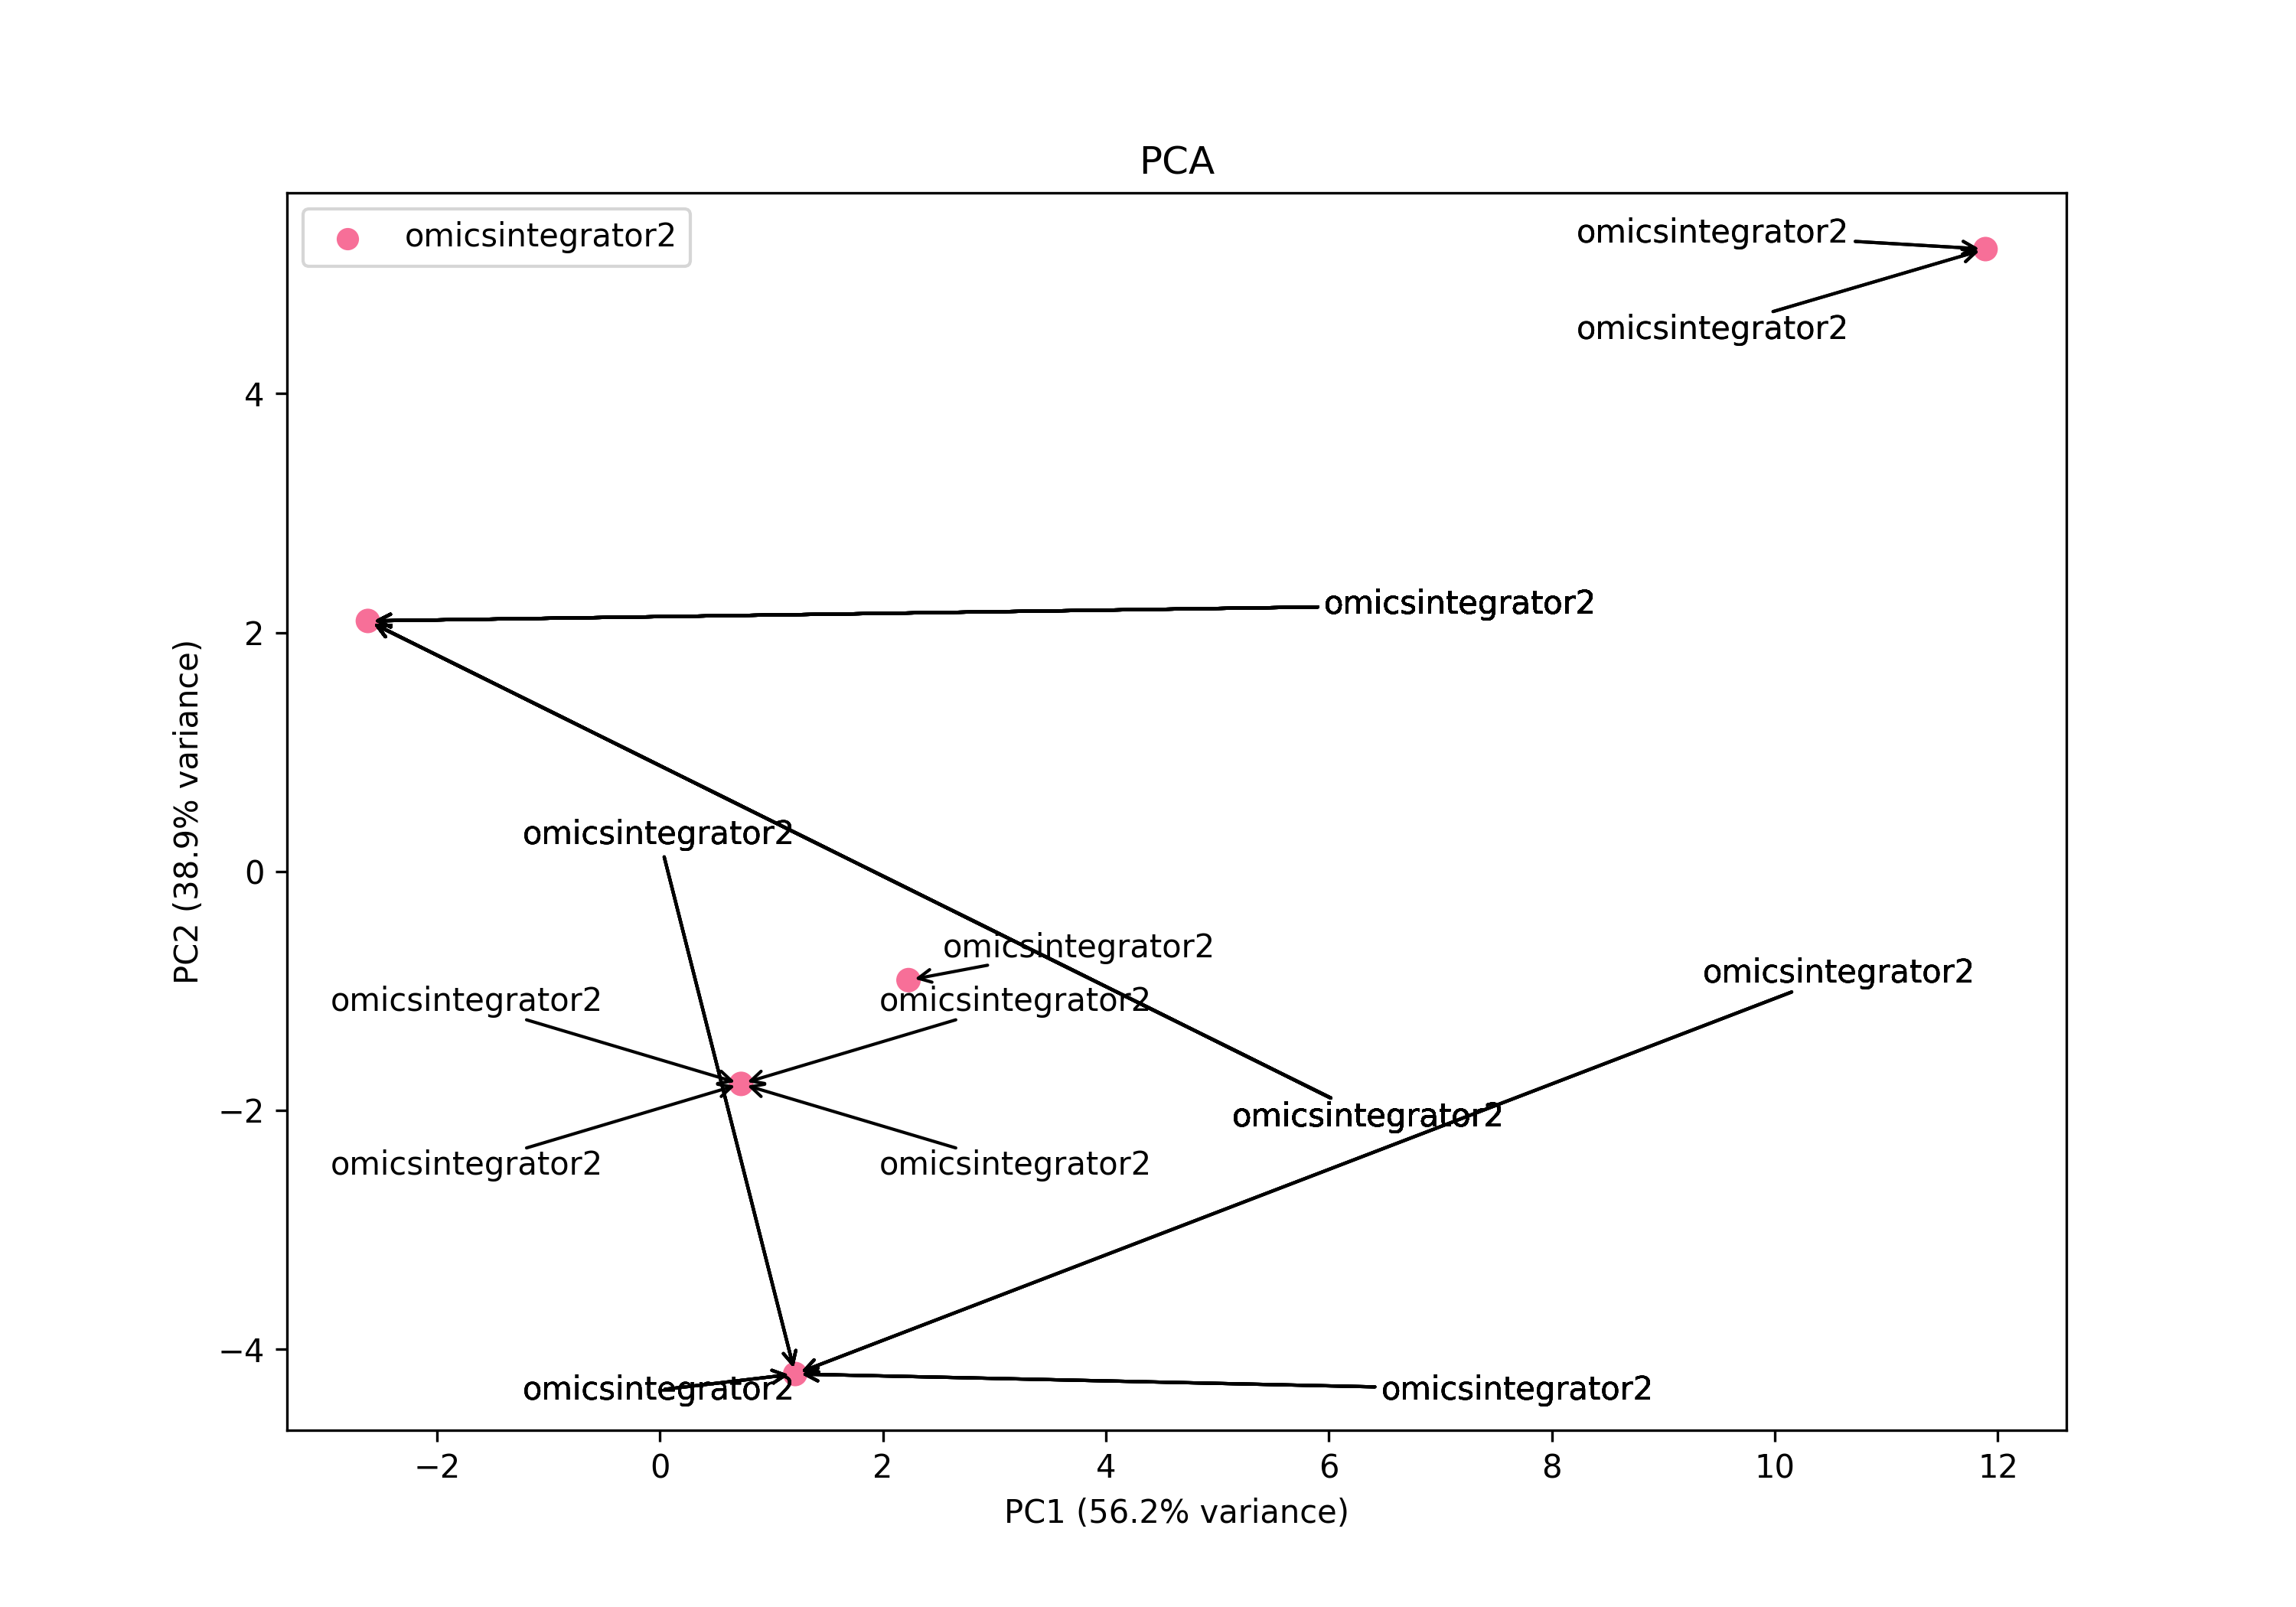 PCA
omicsintegrator2
omicsintegrator2
omicsintegrator2
omicsintegrator2
omicsintegrator2
omicsintegrator2
omicsintegrator2
omicsintegrator2
omicsintegrator2
omicsintegrator2
omicsintegrator2
omicsintegrator2
omicsintegrator2
omicsintegrator2
4
2
0
−2
−4
PC2 (38.9% variance)
−2
0
2
4
6
8
10
12
PC1 (56.2% variance)